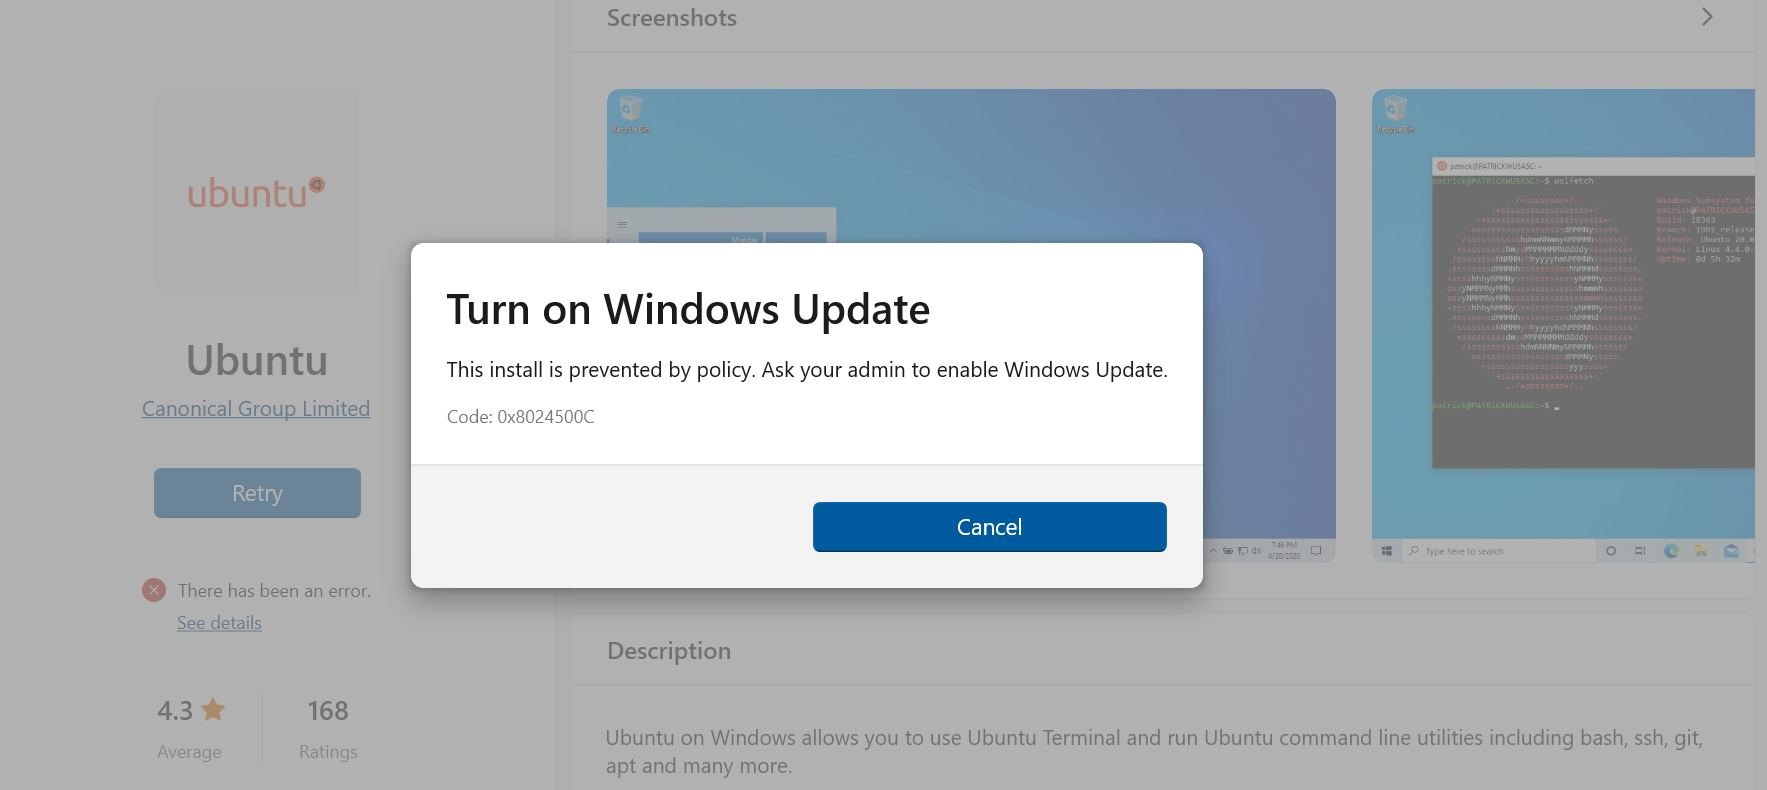 Screenshots
ubuntu
Ubuntu
Canonical Group Limited
Retry
There has been an error.
See details
4.3
168
Average
Ratings
Recycle Bin
Monday
7:46 PM
4/20/2020
Recycle Bin
patrick@PATRICKWUSASC: ~
patrick@PATRICKWUSASC:~$ wslfetch
Windows Subsystem fo
patrick@PATRICKWUSAS
Build: 18363
Branch: 19h1_release
Release: Ubuntu 20.0
Kernel: Linux 4.4.0-
Uptime: 0d 5h 32m
patrick@PATRICKWUSASC:~$
Type here to search
Turn on Windows Update
This install is prevented by policy. Ask your admin to enable Windows Update.
Code: 0x8024500C
Cancel
Description
Ubuntu on Windows allows you to use Ubuntu Terminal and run Ubuntu command line utilities including bash, ssh, git,
apt and many more.